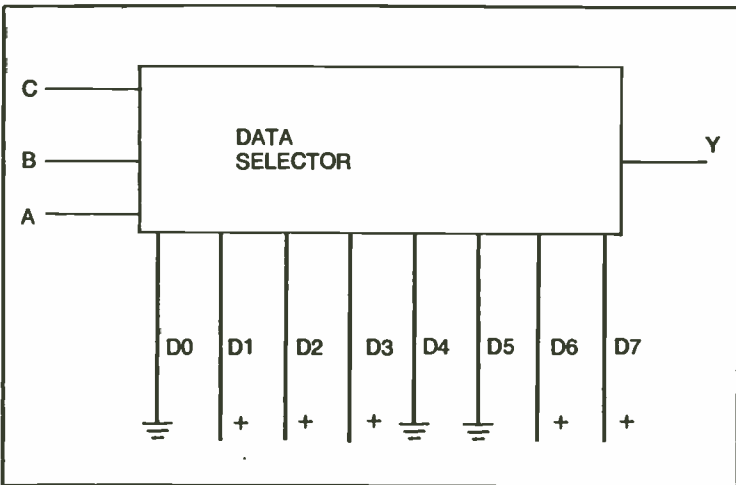 C
DATA
SELECTOR
Y
B
A
D0 D1 D2 D3 D4 D5 D6 D7
+ + + + +